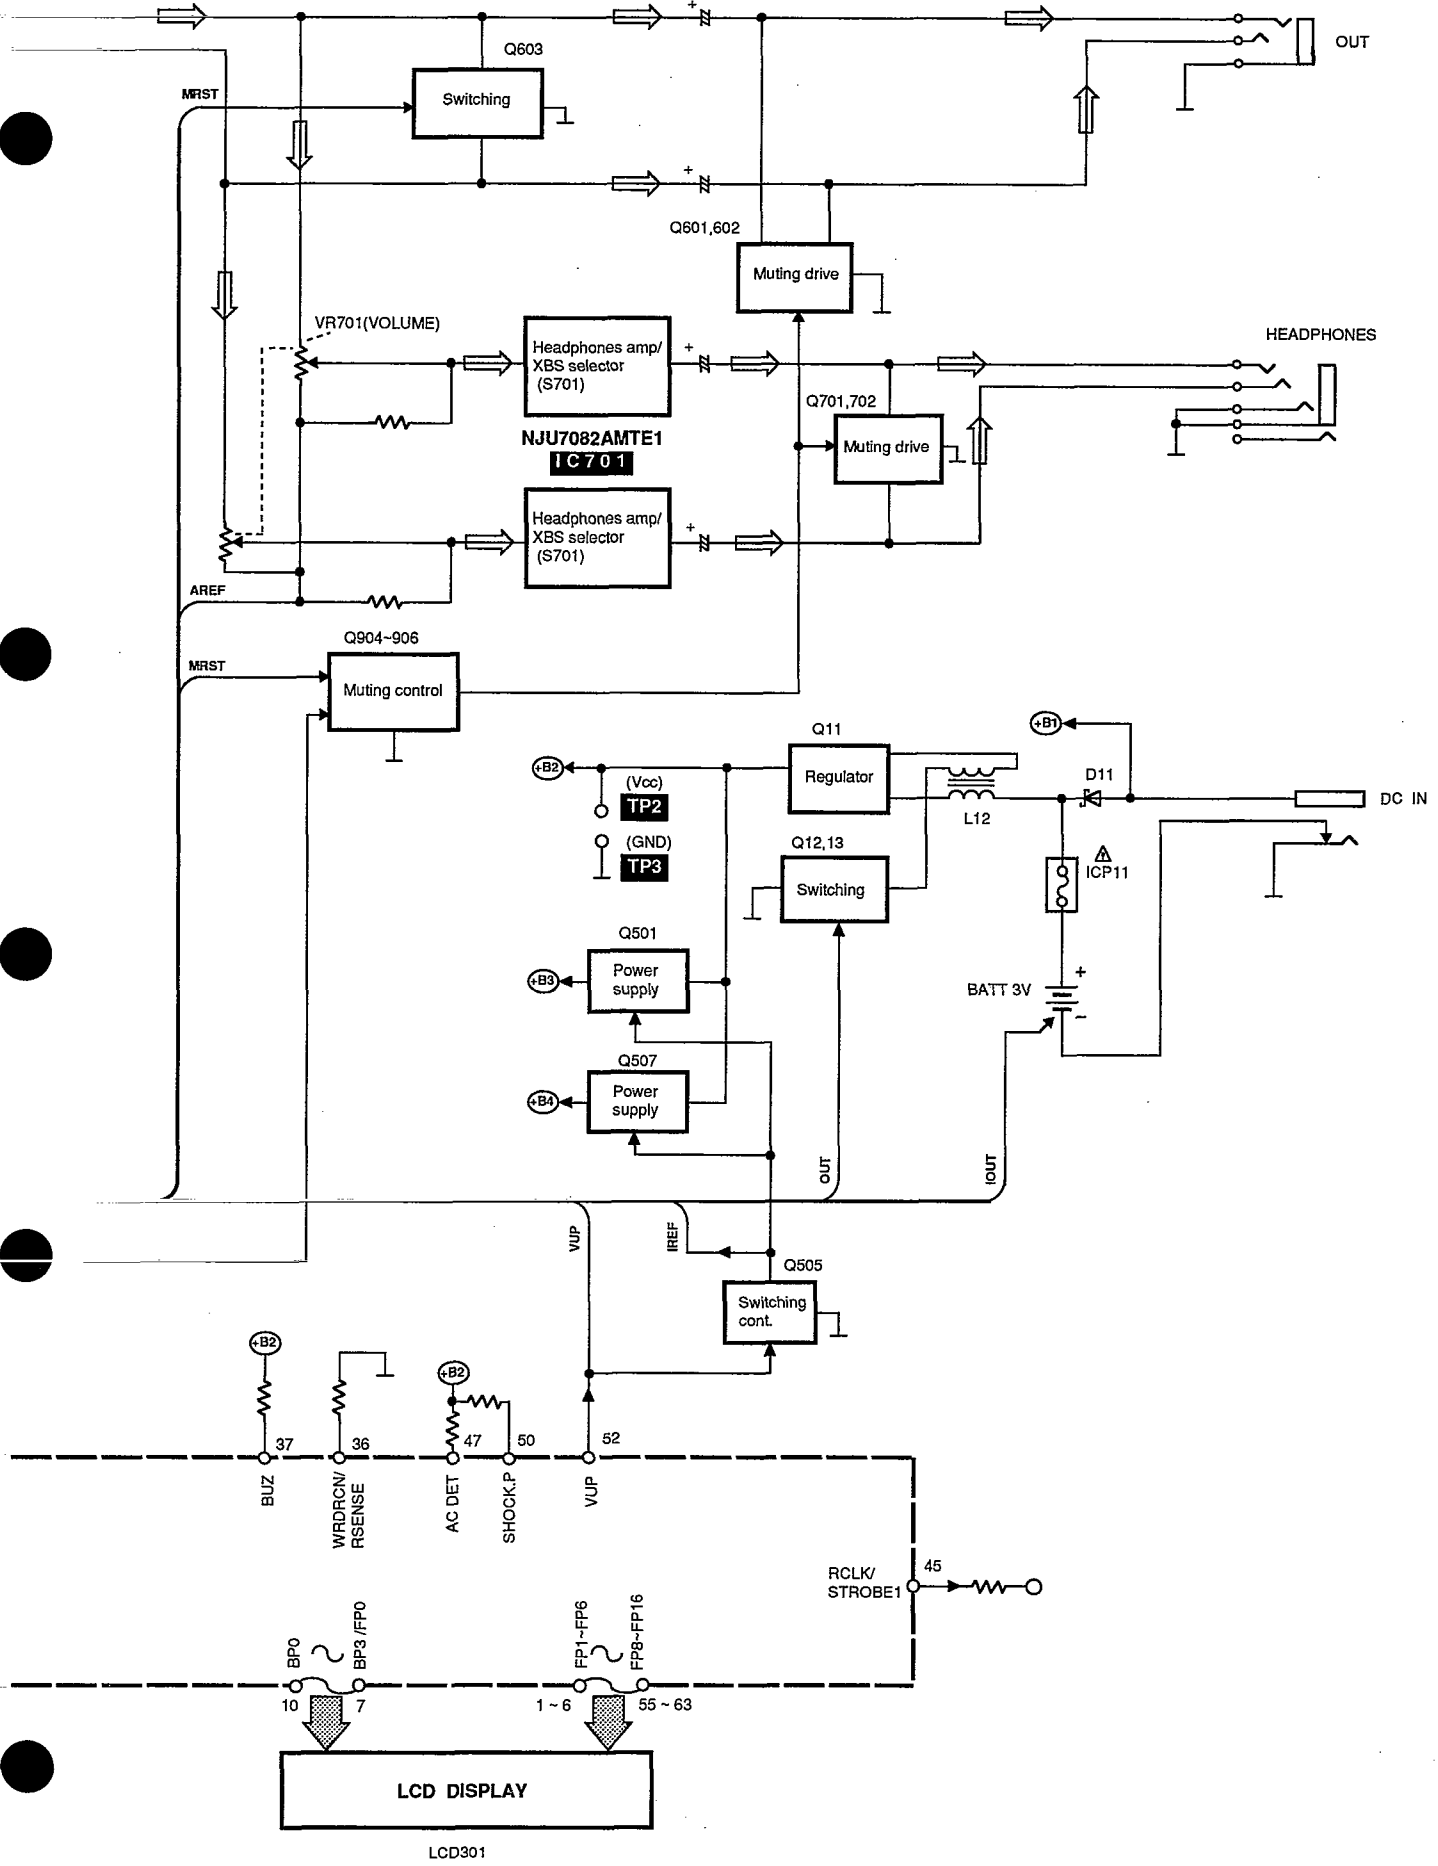 +
Q603
OUT
MRST
Switching
+
Q601,602
Muting drive
VR701(VOLUME)
HEADPHONES
Headphones amp/
XBS selector
(S701)
+
Q701,702
NJU7082AMTE1
IC701
Muting drive
Headphones amp/
XBS selector
(S701)
+
AREF
Q904~906
MRST
Muting control
+B1
Q11
+B2
(Vcc)
TP2
Regulator
D11
DC IN
L12
(GND)
TP3
Q12,13
Switching
ICP11
Q501
+B3
Power
supply
BATT 3V
+
−
Q507
+B4
Power
supply
OUT
IOUT
VUP
IREF
Q505
Switching
cont.
+B2
+B2
37
36
47
50
52
BUZ
WRDRCN/
RSENSE
AC DET
SHOCK.P
VUP
RCLK/
STROBE1
45
BP0
~
BP3 /FP0
FP1~FP6
~
FP8~FP16
10
7
1 ~ 6
55 ~ 63
LCD DISPLAY
LCD301